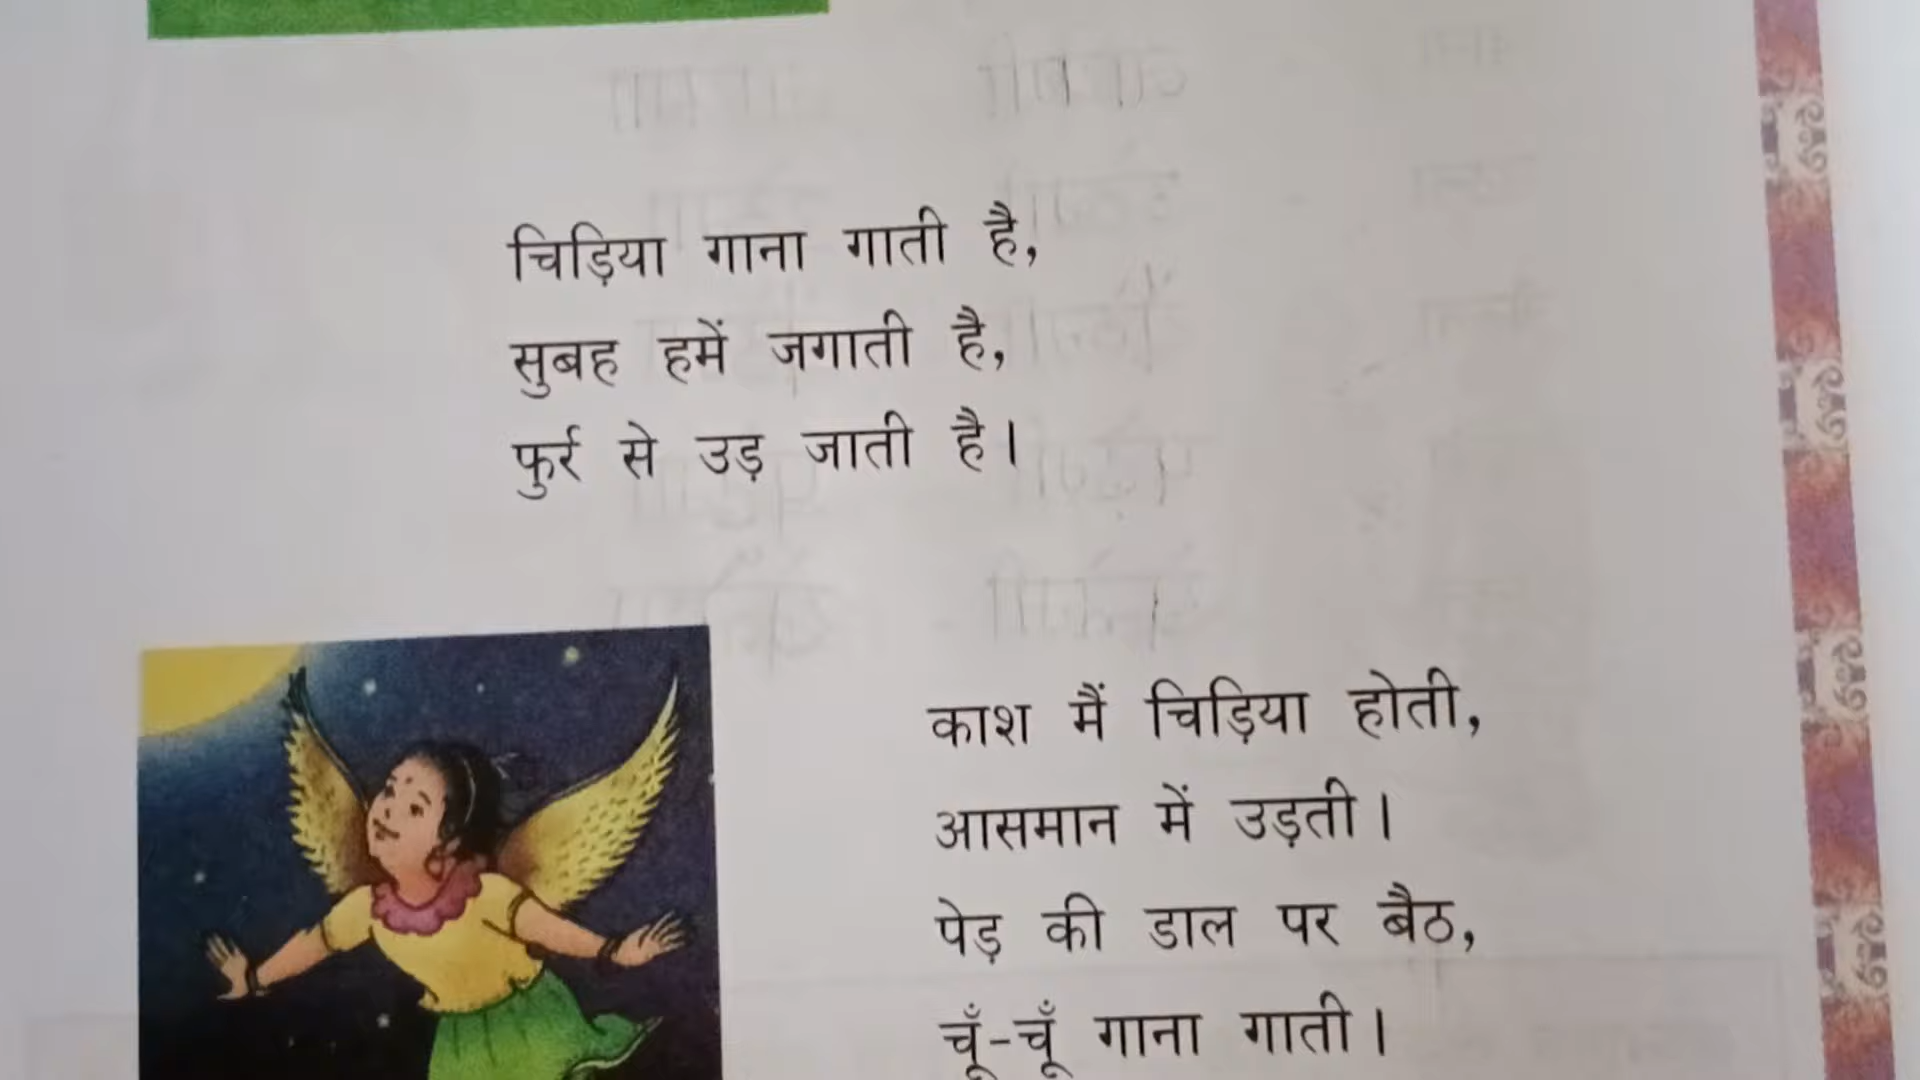 चिड़िया गाना गाती है,
सुबह हमें जगाती है,
फुर्र से उड़ जाती है।
काश मैं चिड़िया होती,
आसमान में उड़ती।
पेड़ की डाल पर बैठ,
चूँ-चूँ गाना गाती।